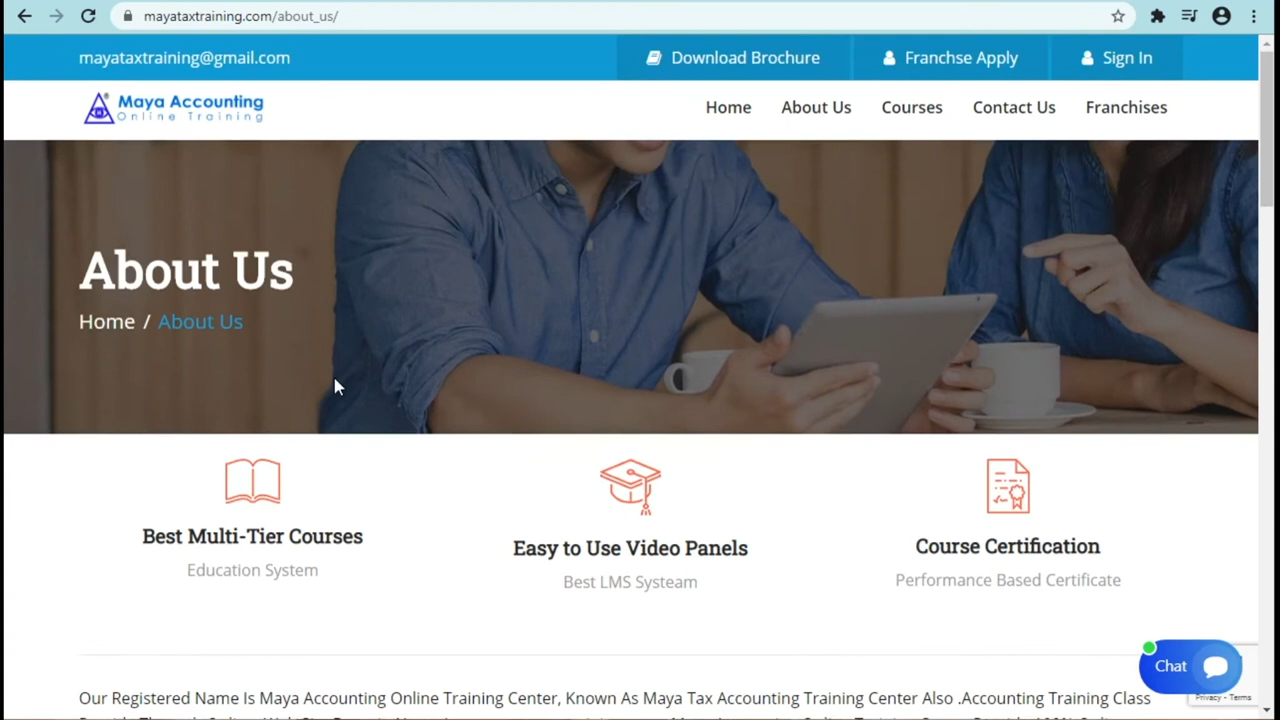 mayataxtraining.com/about_us/
mayataxtraining@gmail.com
Download Brochure
Franchse Apply
Sign In
Maya Accounting
Online Training
Home
About Us
Courses
Contact Us
Franchises
About Us
Home / About Us
Best Multi-Tier Courses
Education System
Easy to Use Video Panels
Best LMS Systeam
Course Certification
Performance Based Certificate
Chat
Privacy - Terms
Our Registered Name Is Maya Accounting Online Training Center, Known As Maya Tax Accounting Training Center Also .Accounting Training Class